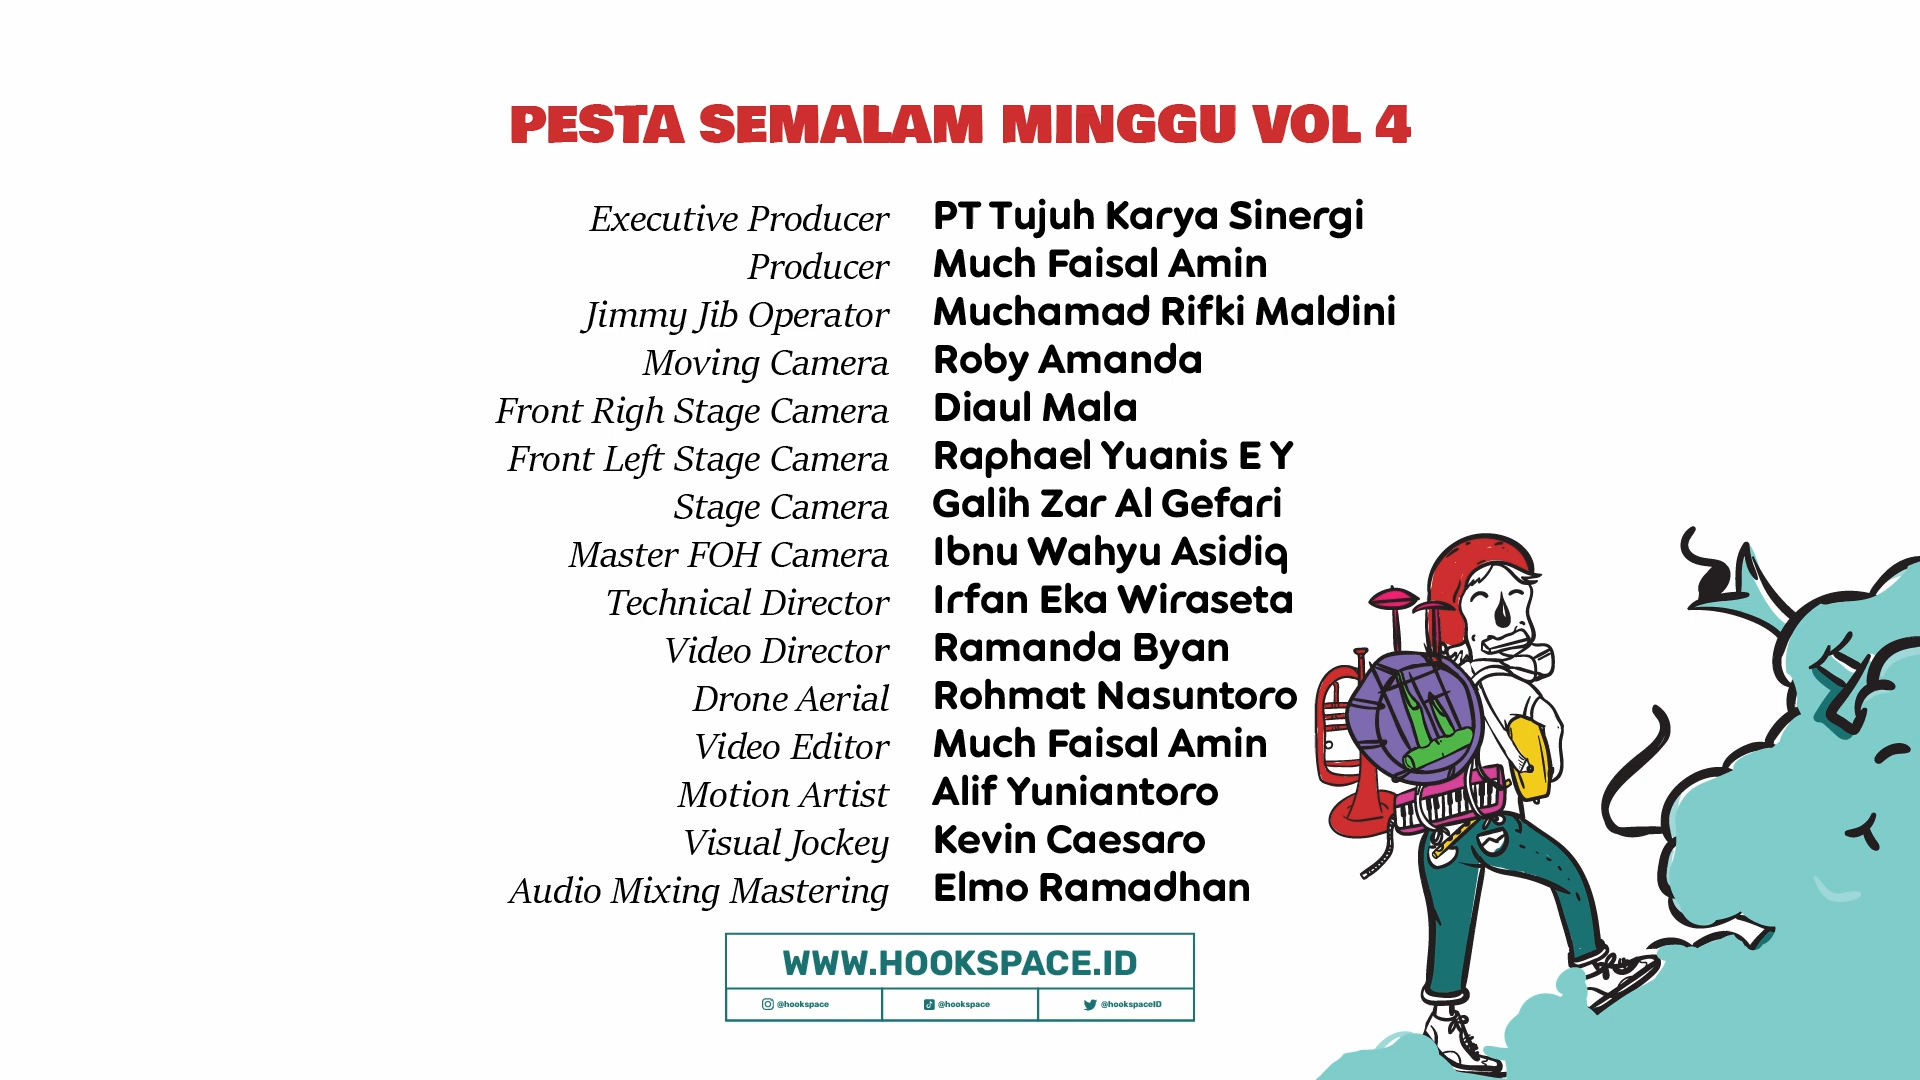 PESTA SEMALAM MINGGU VOL 4
Executive Producer PT Tujuh Karya Sinergi
Producer Much Faisal Amin
Jimmy Jib Operator Muchamad Rifki Maldini
Moving Camera Roby Amanda
Front Righ Stage Camera Diaul Mala
Front Left Stage Camera Raphael Yuanis E Y
Stage Camera Galih Zar Al Gefari
Master FOH Camera Ibnu Wahyu Asidiq
Technical Director Irfan Eka Wiraseta
Video Director Ramanda Byan
Drone Aerial Rohmat Nasuntoro
Video Editor Much Faisal Amin
Motion Artist Alif Yuniantoro
Visual Jockey Kevin Caesaro
Audio Mixing Mastering Elmo Ramadhan
WWW.HOOKSPACE.ID
@hookspace @hookspace @hookspaceID